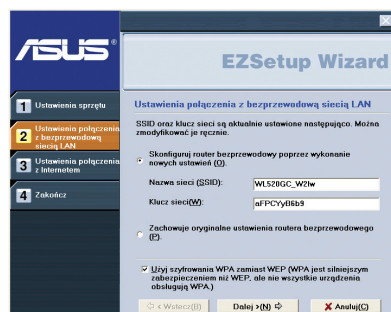 ASUS®
EZSetup Wizard
1 Ustawienia sprzętu
2 Ustawienia połączenia
z bezprzewodową
siecią LAN
3 Ustawienia połączenia
z Internetem
4 Zakończ
Ustawienia połączenia z bezprzewodową siecią LAN
SSID oraz klucz sieci są aktualnie ustawione następująco. Można
zmodyfikować je ręcznie.
Skonfiguruj router bezprzewodowy poprzez wykonanie
nowych ustawień (O).
Nazwa sieci (SSID): WL520GC_W2lw
Klucz sieci(W): aFPCYyB6b9
Zachowuje oryginalne ustawienia routera bezprzewodowego
(P).
Użyj szyfrowania WPA zamiast WEP (WPA jest silniejszym
zabezpieczeniem niż WEP, ale nie wszystkie urządzenia
obsługują WPA.)
< Wstecz(B)
Dalej >(N)
Anuluj(C)